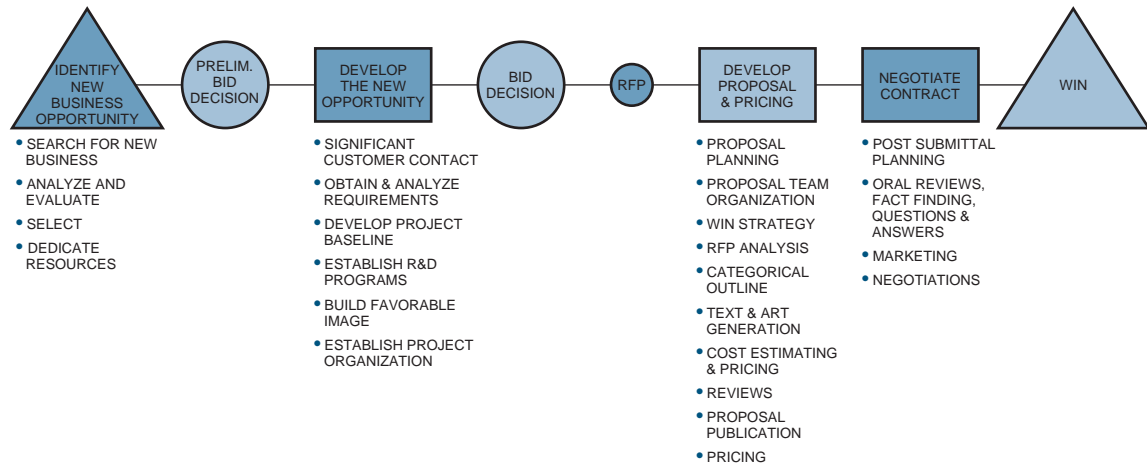 IDENTIFY
NEW
BUSINESS
OPPORTUNITY
PRELIM.
BID
DECISION
DEVELOP
THE NEW
OPPORTUNITY
BID
DECISION
RFP
DEVELOP
PROPOSAL
& PRICING
NEGOTIATE
CONTRACT
WIN
• SEARCH FOR NEW
BUSINESS
• ANALYZE AND
EVALUATE
• SELECT
• DEDICATE
RESOURCES
• SIGNIFICANT
CUSTOMER CONTACT
• OBTAIN & ANALYZE
REQUIREMENTS
• DEVELOP PROJECT
BASELINE
• ESTABLISH R&D
PROGRAMS
• BUILD FAVORABLE
IMAGE
• ESTABLISH PROJECT
ORGANIZATION
• PROPOSAL
PLANNING
• PROPOSAL TEAM
ORGANIZATION
• WIN STRATEGY
• RFP ANALYSIS
• CATEGORICAL
OUTLINE
• TEXT & ART
GENERATION
• COST ESTIMATING
& PRICING
• REVIEWS
• PROPOSAL
PUBLICATION
• PRICING
• POST SUBMITTAL
PLANNING
• ORAL REVIEWS,
FACT FINDING,
QUESTIONS &
ANSWERS
• MARKETING
• NEGOTIATIONS